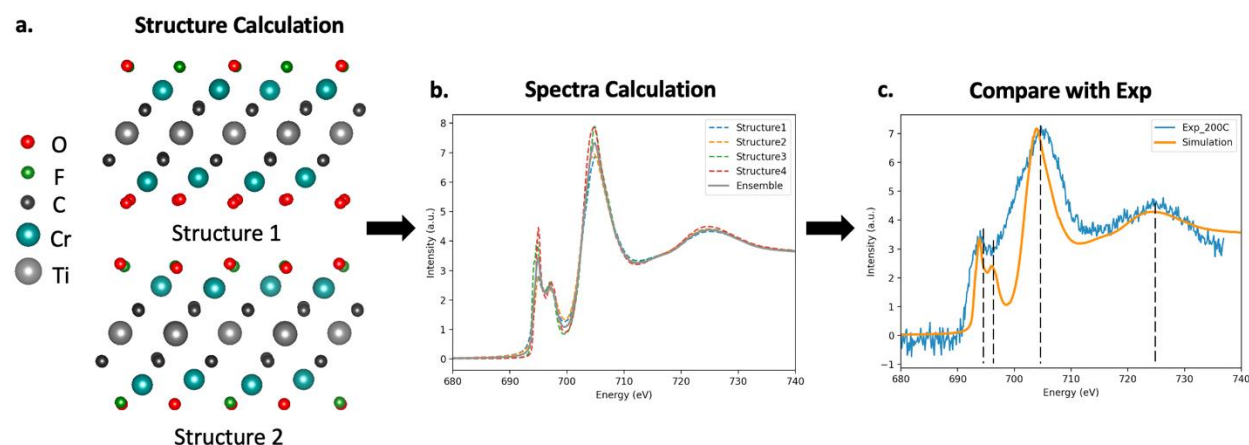 a.
Structure Calculation
O
F
C
Cr
Ti
Structure 1
Structure 2
b.
Spectra Calculation
Structure1
Structure2
Structure3
Structure4
Ensemble
8
7
6
5
4
3
2
1
0
Intensity (a.u.)
680 690 700 710 720 730 740
Energy (eV)
c.
Compare with Exp
Exp_200C
Simulation
7
6
5
4
3
2
1
0
−1
Intensity (a.u.)
680 690 700 710 720 730 740
Energy (eV)